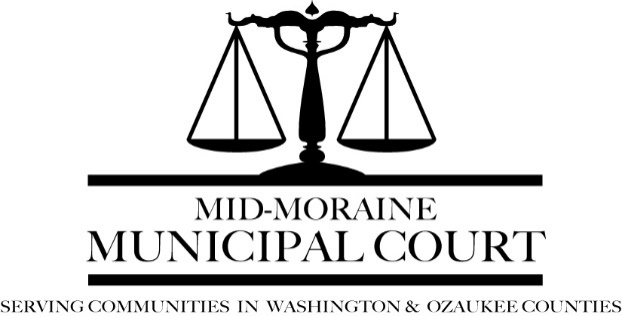 MID-MORAINE
MUNICIPAL COURT
SERVING COMMUNITIES IN WASHINGTON & OZAUKEE COUNTIES